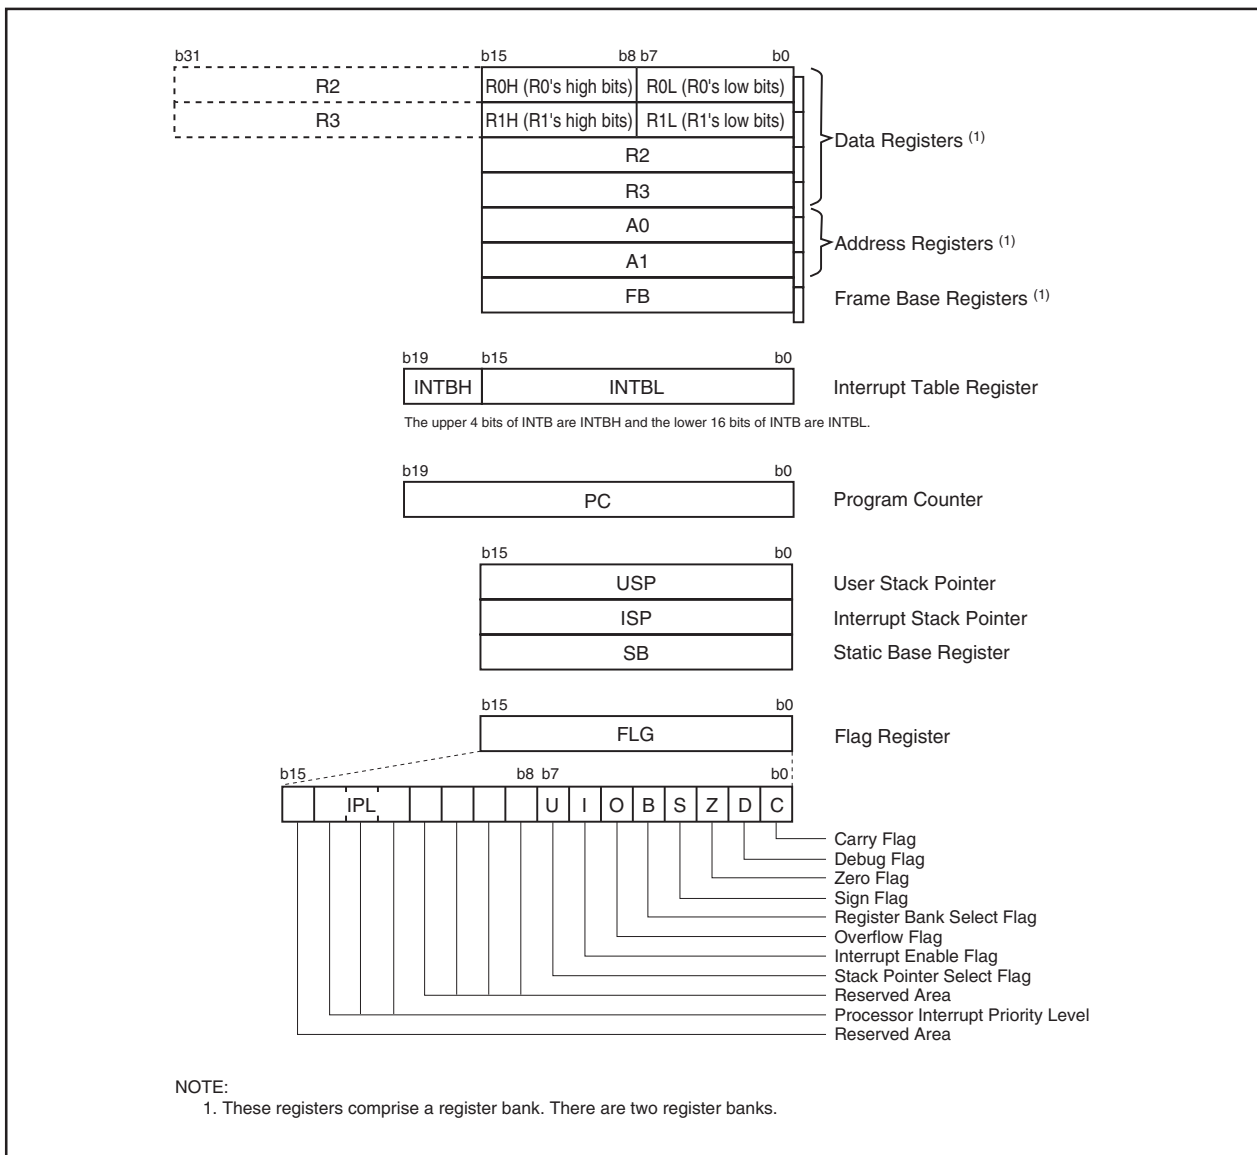 b31 b15 b8 b7 b0
R2 R0H (R0's high bits) R0L (R0's low bits)
R3 R1H (R1's high bits) R1L (R1's low bits)
Data Registers (1)
R2
R3
A0
Address Registers (1)
A1
FB Frame Base Registers (1)
b19 b15 b0
INTBH INTBL Interrupt Table Register
The upper 4 bits of INTB are INTBH and the lower 16 bits of INTB are INTBL.
b19 b0
PC Program Counter
b15 b0
USP User Stack Pointer
ISP Interrupt Stack Pointer
SB Static Base Register
b15 b0
FLG Flag Register
b15 b8 b7 b0
IPL U I O B S Z D C
Carry Flag
Debug Flag
Zero Flag
Sign Flag
Register Bank Select Flag
Overflow Flag
Interrupt Enable Flag
Stack Pointer Select Flag
Reserved Area
Processor Interrupt Priority Level
Reserved Area
NOTE:
1. These registers comprise a register bank. There are two register banks.